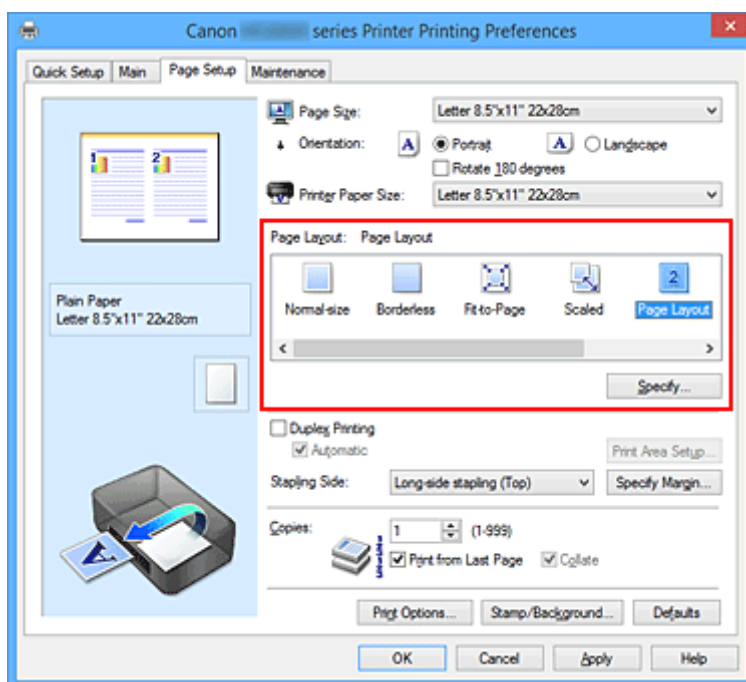 Canon series Printer Printing Preferences
Quick Setup Main Page Setup Maintenance
1 2
Plain Paper
Letter 8.5"x11" 22x28cm
Page Size: Letter 8.5"x11" 22x28cm
Orientation: A Portrait A Landscape
Rotate 180 degrees
Printer Paper Size: Letter 8.5"x11" 22x28cm
Page Layout: Page Layout
2
Normal-size Borderless Fit-to-Page Scaled Page Layout
Specify...
Duplex Printing
Automatic
Print Area Setup...
Stapling Side: Long-side stapling (Top) Specify Margin...
Copies: 1 (1-999)
Print from Last Page Collate
A
Print Options... Stamp/Background... Defaults
OK Cancel Apply Help